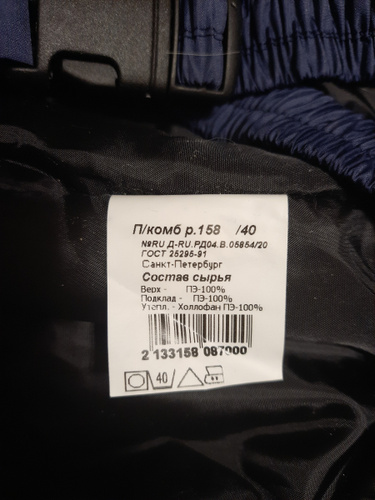 П/комб р.158 /40
№RU Д-RU.РД04.В.05854/20
ГОСТ 25295-91
Санкт-Петербург
Состав сырья
Верх - ПЭ-100%
Подклад - ПЭ-100%
Утепл. - Холлофан ПЭ-100%
2 133158 087000
40